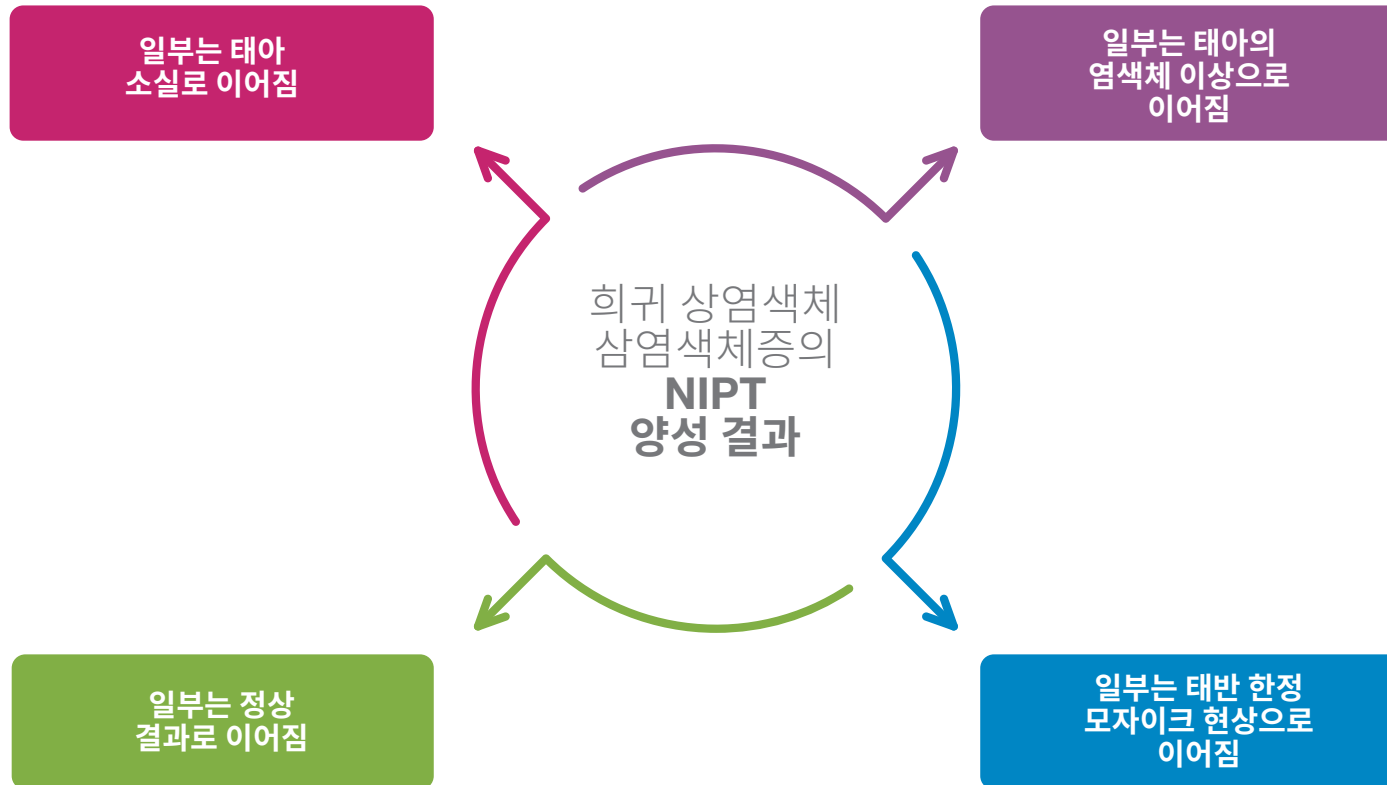 일부는 태아
소실로 이어짐
일부는 태아의
염색체 이상으로
이어짐
희귀 상염색체
삼염색체증의
NIPT
양성 결과
일부는 정상
결과로 이어짐
일부는 태반 한정
모자이크 현상으로
이어짐